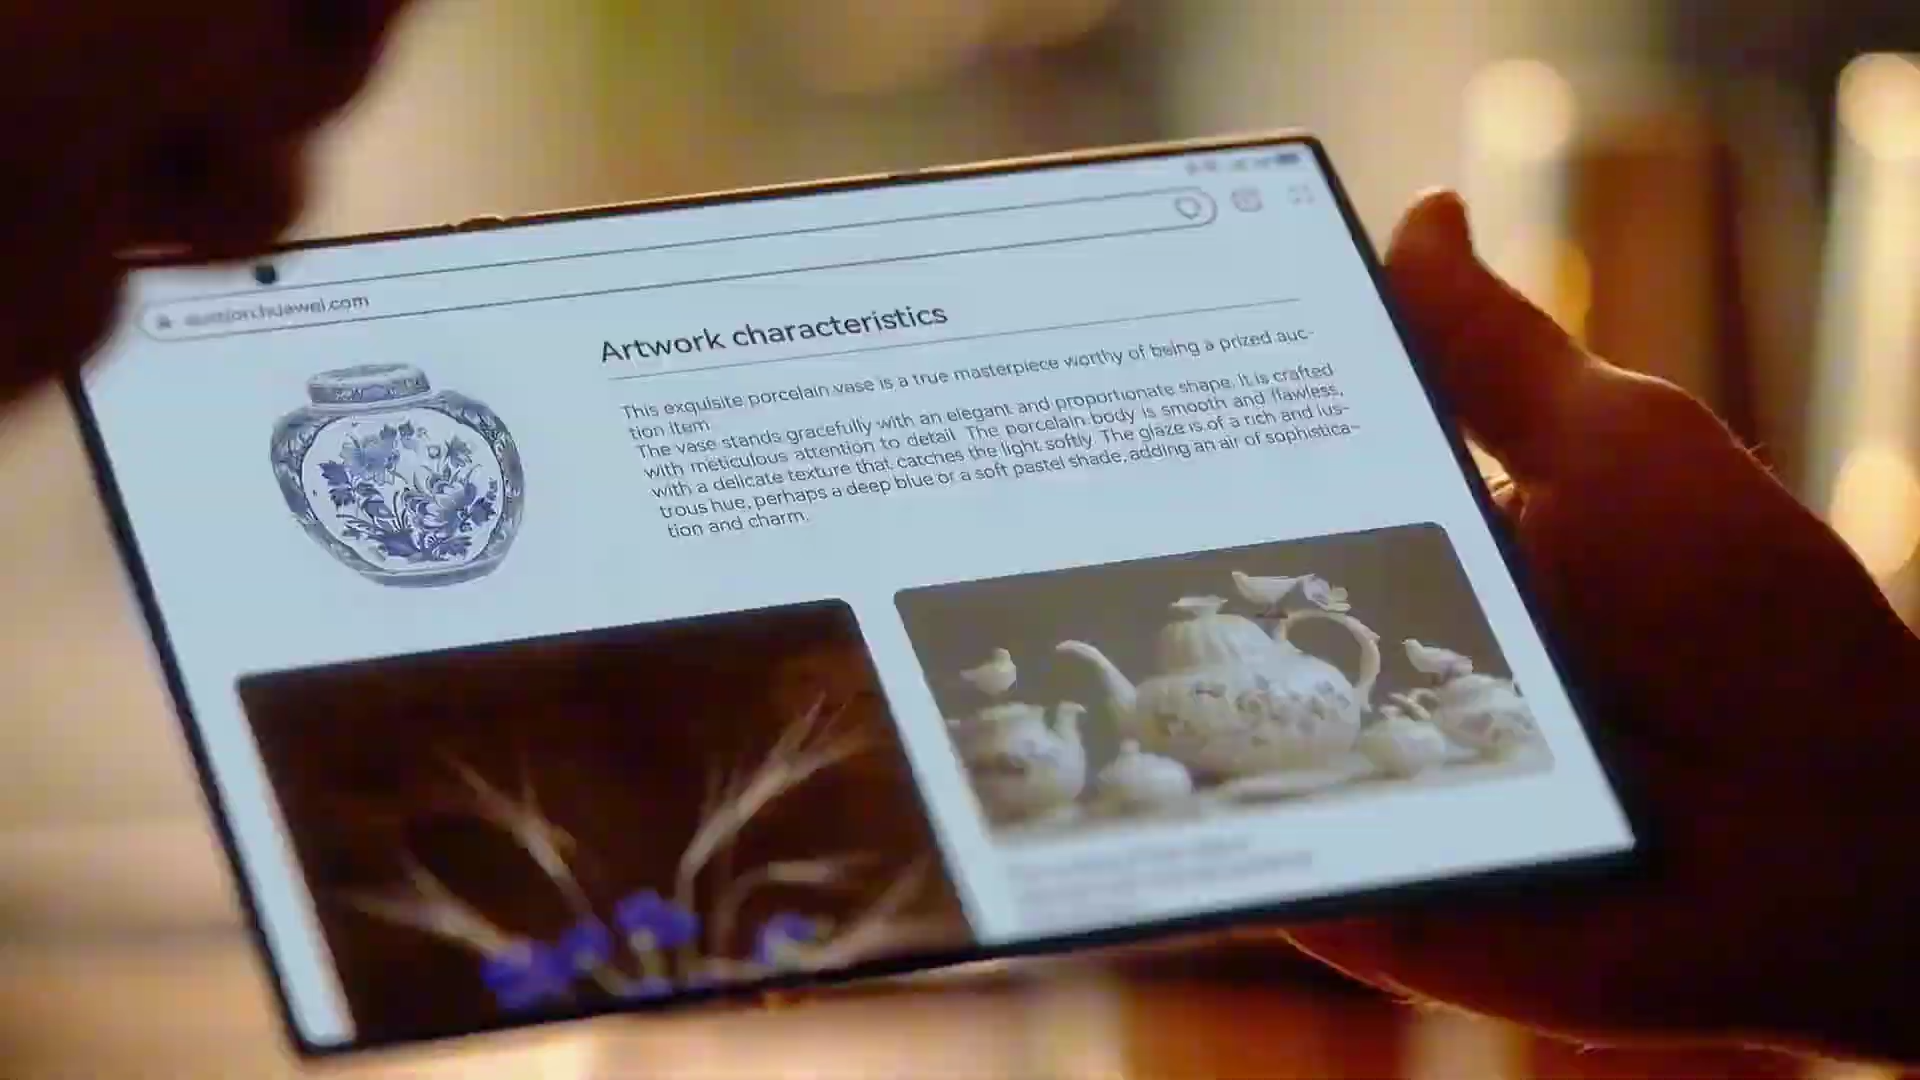 auction.huawei.com
Artwork characteristics
This exquisite porcelain vase is a true masterpiece worthy of being a prized auc-
tion item
The vase stands gracefully with an elegant and proportionate shape. It is crafted
with meticulous attention to detail. The porcelain body is smooth and flawless,
with a delicate texture that catches the light softly. The glaze is of a rich and lus-
trous hue, perhaps a deep blue or a soft pastel shade, adding an air of sophistica-
tion and charm.